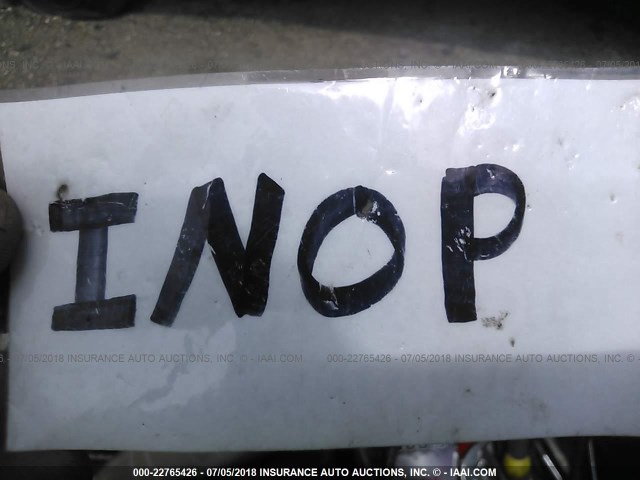 INOP
000-22765426 - 07/05/2018 INSURANCE AUTO AUCTIONS, INC. © - IAAI.COM
000-22765426 - 07/05/2018 INSURANCE AUTO AUCTIONS, INC. © - IAAI.COM